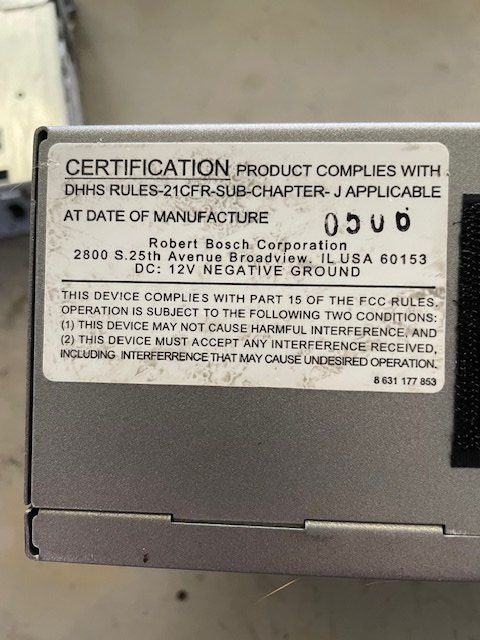 CERTIFICATION PRODUCT COMPLIES WITH
DHHS RULES-21CFR-SUB-CHAPTER- J APPLICABLE
AT DATE OF MANUFACTURE 0506
Robert Bosch Corporation
2800 S.25th Avenue Broadview, IL USA 60153
DC: 12V NEGATIVE GROUND
THIS DEVICE COMPLIES WITH PART 15 OF THE FCC RULES,
OPERATION IS SUBJECT TO THE FOLLOWING TWO CONDITIONS:
(1) THIS DEVICE MAY NOT CAUSE HARMFUL INTERFERENCE, AND
(2) THIS DEVICE MUST ACCEPT ANY INTERFERENCE RECEIVED,
INCLUDING INTERFERRENCE THAT MAY CAUSE UNDESIRED OPERATION.
8 631 177 853